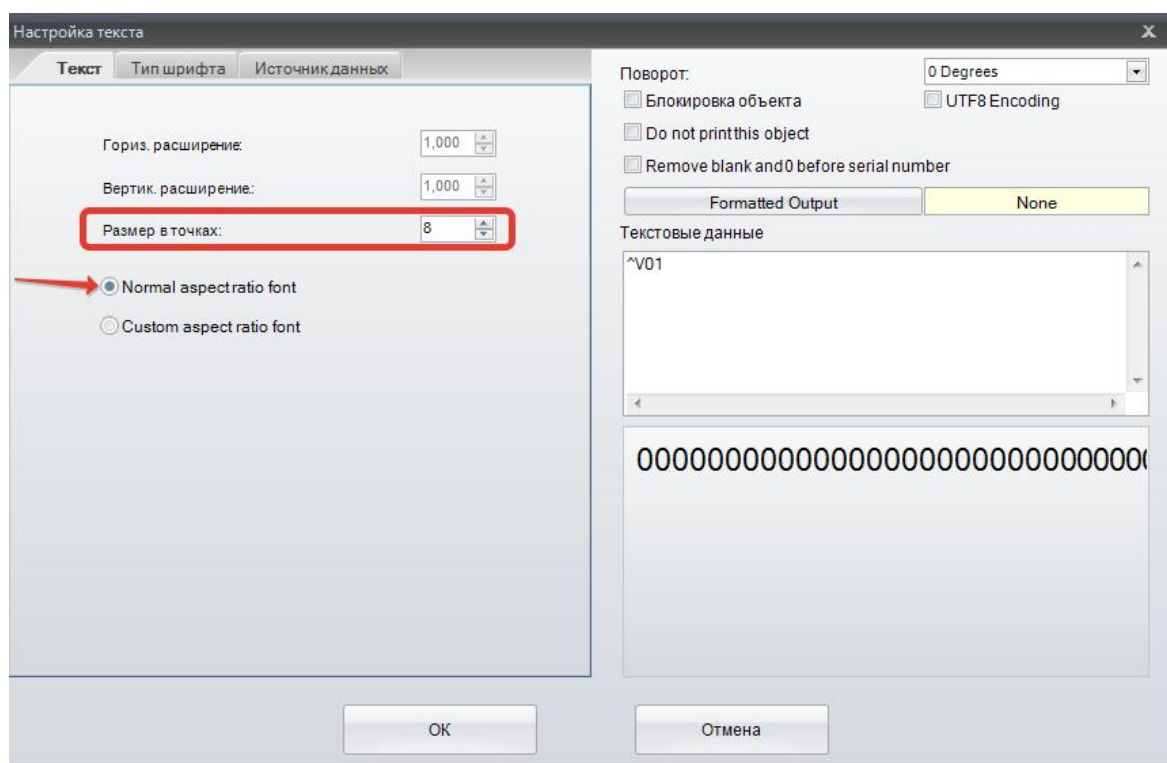 Настройка текста
x
Текст Тип шрифта Источник данных
Гориз. расширение: 1,000
Вертик. расширение.: 1,000
Размер в точках: 8
Normal aspect ratio font
Custom aspect ratio font
Поворот: 0 Degrees
Блокировка объекта UTF8 Encoding
Do not print this object
Remove blank and 0 before serial number
Formatted Output None
Текстовые данные
^V01
000000000000000000000000000000
ОК Отмена